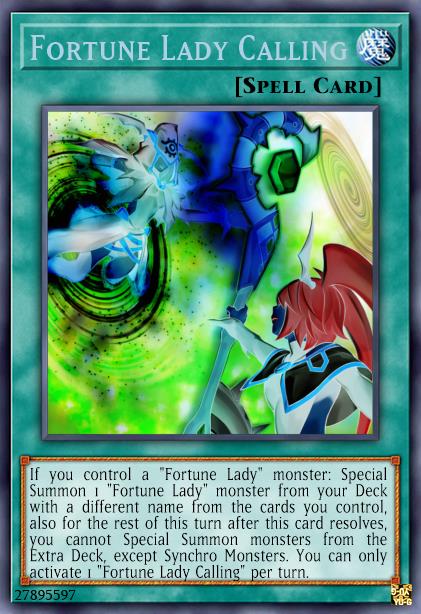 Fortune Lady Calling 魔
[Spell Card]
If you control a "Fortune Lady" monster: Special
Summon 1 "Fortune Lady" monster from your Deck
with a different name from the cards you control,
also for the rest of this turn after this card resolves,
you cannot Special Summon monsters from the
Extra Deck, except Synchro Monsters. You can only
activate 1 "Fortune Lady Calling" per turn.
27895597